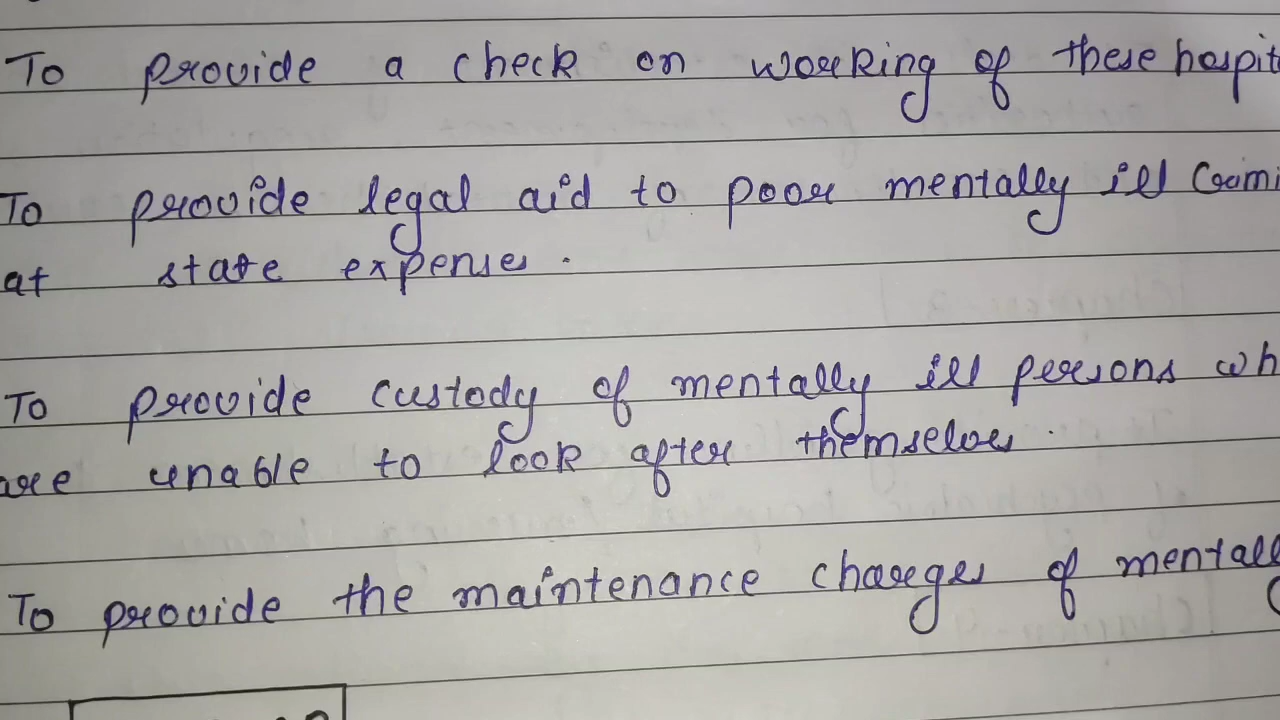 To provide a check on working of these hospit
To provide legal aid to poor mentally ill Crimi
at state expense.
To provide custody of mentally ill persons wh
are unable to look after themselves.
To provide the maintenance charges of mentall